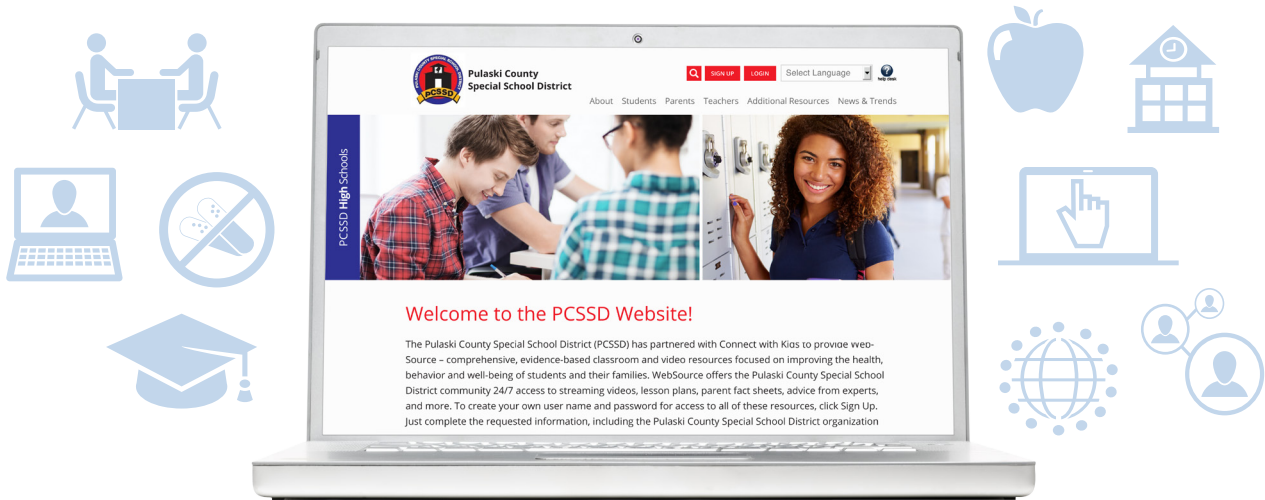 PULASKI COUNTY SPECIAL SCHOOL DISTRICT
PCSSD
Pulaski County
Special School District
SIGN UP
LOGIN
Select Language
?
help desk
About Students Parents Teachers Additional Resources News & Trends
PCSSD High Schools
Welcome to the PCSSD Website!
The Pulaski County Special School District (PCSSD) has partnered with Connect with Kids to provide Web-
Source – comprehensive, evidence-based classroom and video resources focused on improving the health,
behavior and well-being of students and their families. WebSource offers the Pulaski County Special School
District community 24/7 access to streaming videos, lesson plans, parent fact sheets, advice from experts,
and more. To create your own user name and password for access to all of these resources, click Sign Up.
Just complete the requested information, including the Pulaski County Special School District organization